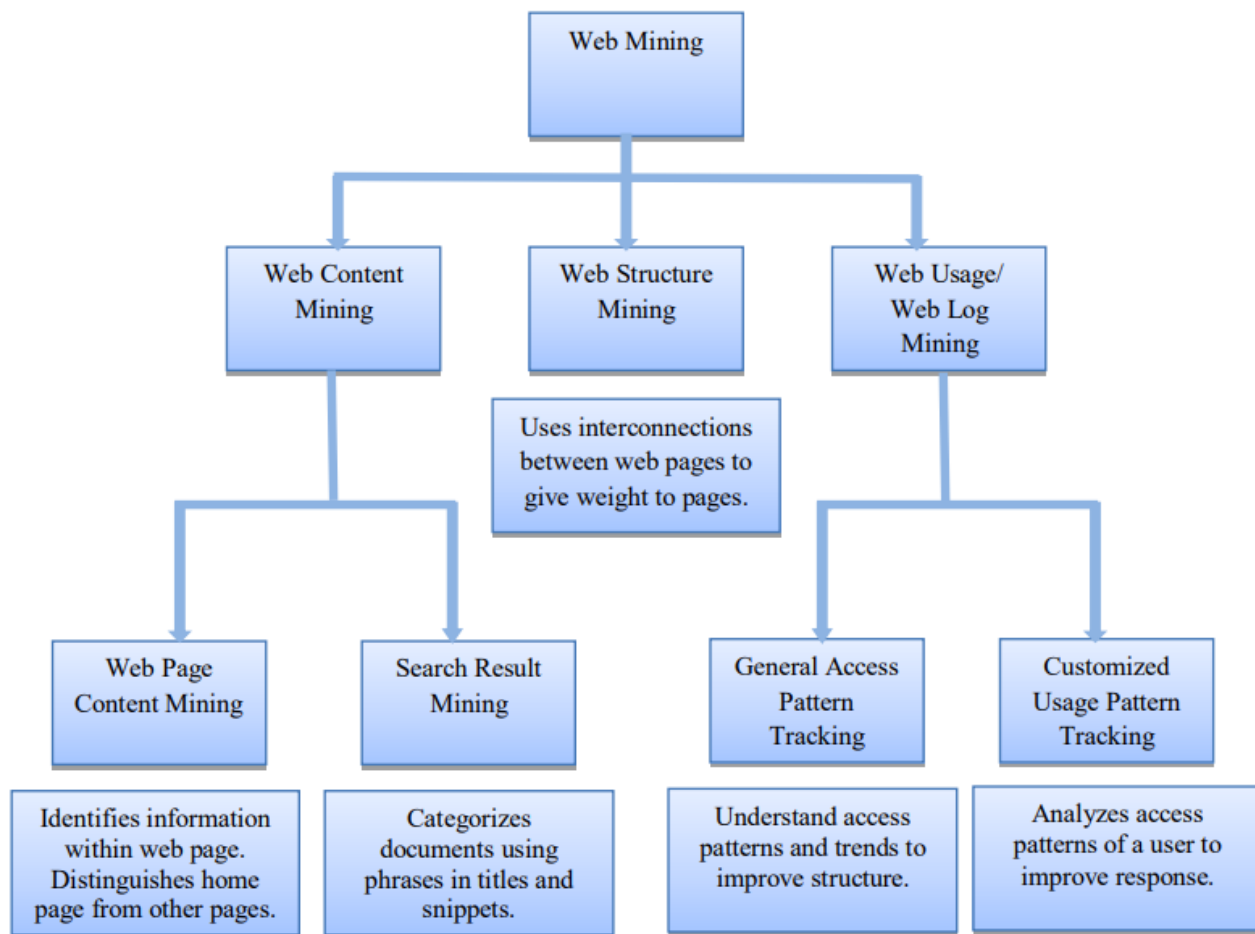 Web Mining
Web Content
Mining
Web Structure
Mining
Web Usage/
Web Log
Mining
Uses interconnections
between web pages to
give weight to pages.
Web Page
Content Mining
Search Result
Mining
General Access
Pattern
Tracking
Customized
Usage Pattern
Tracking
Identifies information
within web page.
Distinguishes home
page from other pages.
Categorizes
documents using
phrases in titles and
snippets.
Understand access
patterns and trends to
improve structure.
Analyzes access
patterns of a user to
improve response.